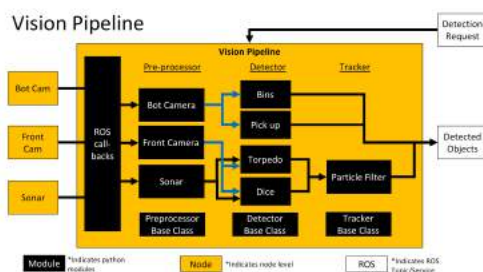 Vision Pipeline
Detection
Request
Vision Pipeline
Pre-processor
Detector
Tracker
Bot Cam
Front
Cam
Sonar
ROS
call-
backs
Bot Camera
Front Camera
Sonar
Bins
Pick up
Torpedo
Dice
Particle Filter
Detected
Objects
Preprocessor
Base Class
Detector
Base Class
Tracker
Base Class
Module
*Indicates python
modules
Node
*Indicates node level
ROS
*Indicates ROS
Topic/Service